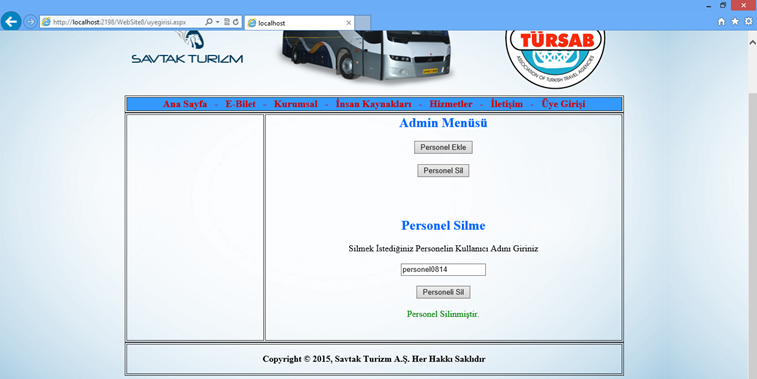 http://localhost:2198/WebSite8/uyegirisi.aspx
localhost
SAVTAK TURIZM
TÜRSAB
ASSOCIATION OF TURKISH TRAVEL AGENCIES
Ana Sayfa - E-Bilet - Kurumsal - İnsan Kaynakları - Hizmetler - İletişim - Üye Girişi
Admin Menüsü
Personel Ekle
Personel Sil
Personel Silme
Silmek İstediğiniz Personelin Kullanıcı Adını Giriniz
personel0814
Personeli Sil
Personel Silinmiştir.
Copyright © 2015, Savtak Turizm A.Ş. Her Hakkı Saklıdır